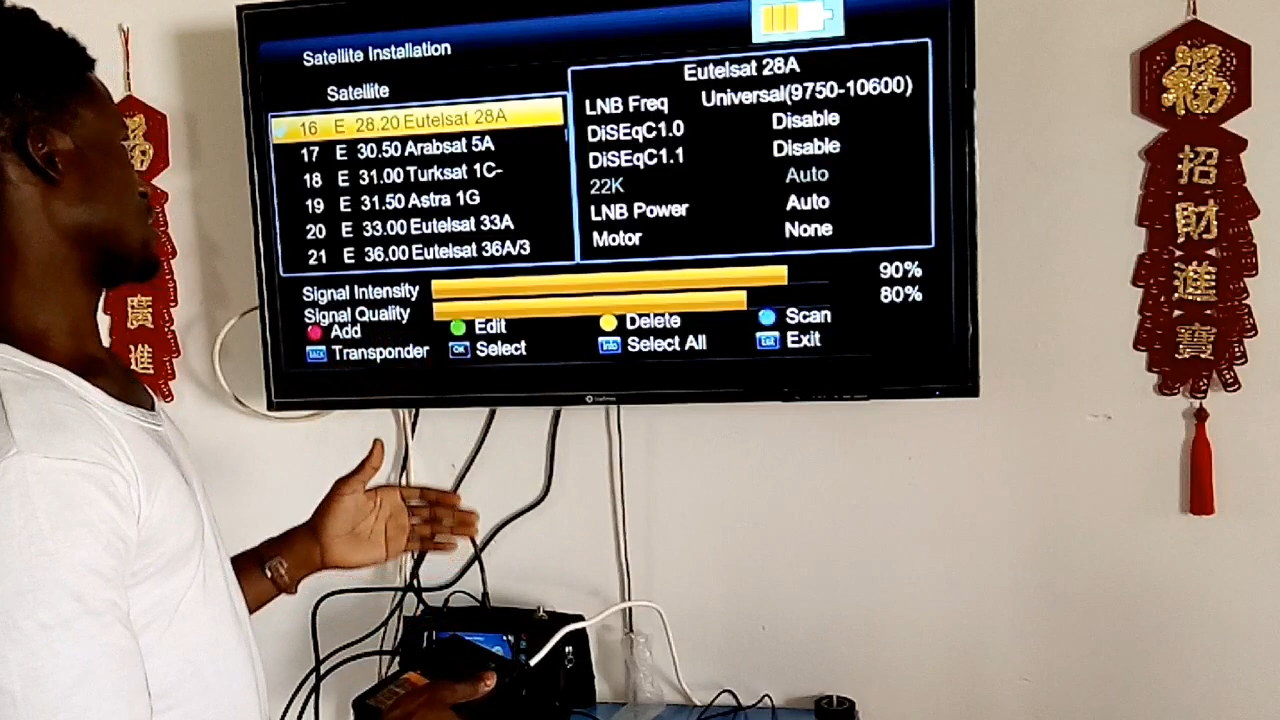 Satellite Installation
Satellite
16 E 28.20 Eutelsat 28A
17 E 30.50 Arabsat 5A
18 E 31.00 Turksat 1C-
19 E 31.50 Astra 1G
20 E 33.00 Eutelsat 33A
21 E 36.00 Eutelsat 36A/3
Eutelsat 28A
LNB Freq Universal(9750-10600)
DiSEqC1.0 Disable
DiSEqC1.1 Disable
22K Auto
LNB Power Auto
Motor None
Signal Intensity 90%
Signal Quality 80%
Add Edit Delete Scan
BACK Transponder OK Select Info Select All Exit Exit
福
招
財
進
寶
廣
進